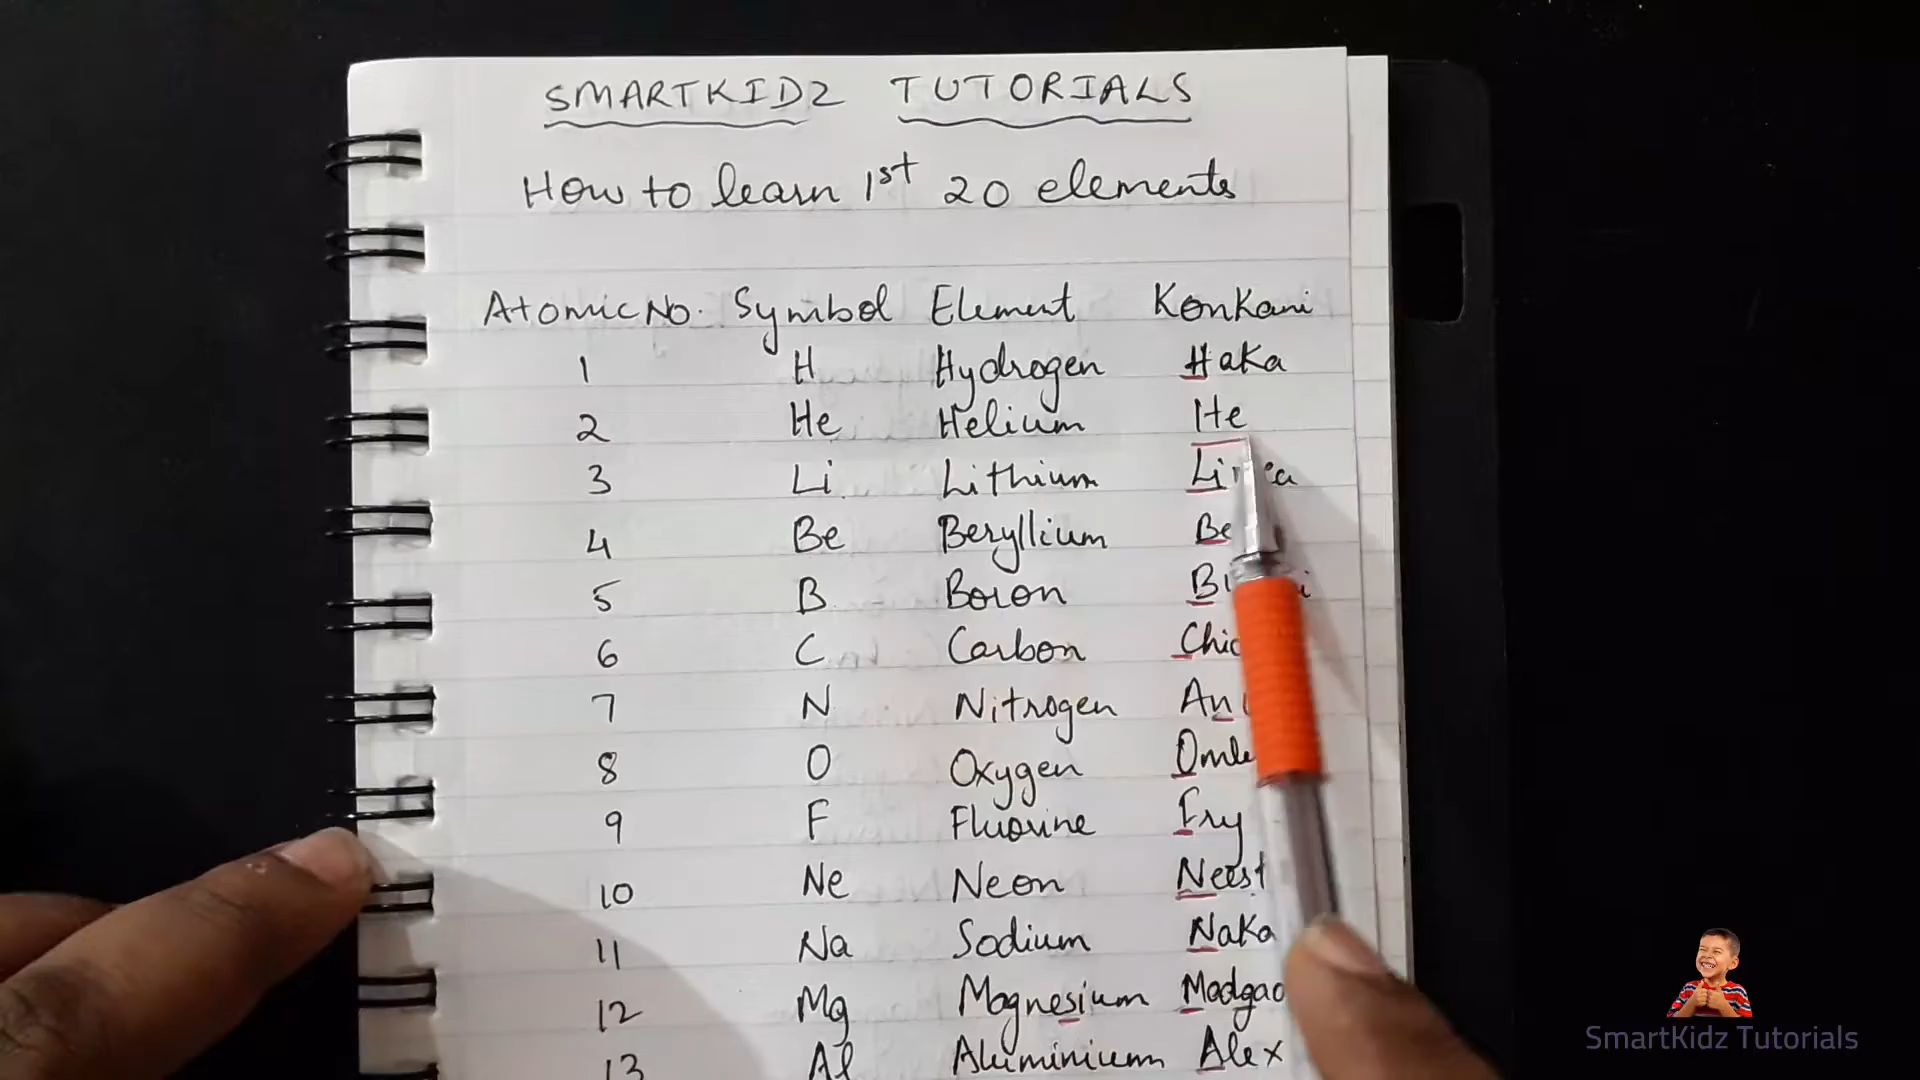 SMARTKIDZ TUTORIALS
How to learn 1st 20 elements
Atomic No. Symbol Element Konkani
1 H Hydrogen Haka
2 He Helium He
3 Li Lithium
4 Be Beryllium
5 B Boron
6 C Carbon
7 N Nitrogen
8 O Oxygen
9 F Fluorine Fry
10 Ne Neon Neest
11 Na Sodium Naka
12 Mg Magnesium Madgao
13 Al Aluminium Alex
SmartKidz Tutorials